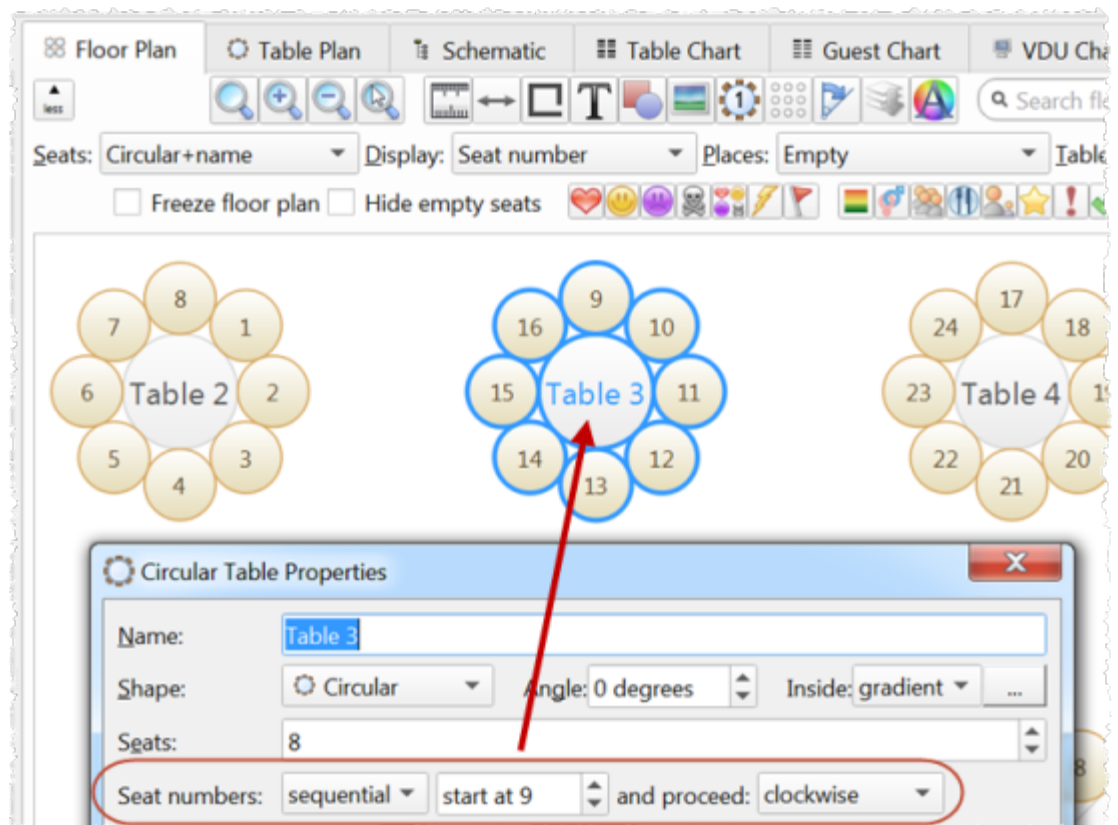 Floor Plan Table Plan Schematic Table Chart Guest Chart VDU Cha
less T 1 Search fl
Seats: Circular+name Display: Seat number Places: Empty Table
Freeze floor plan Hide empty seats
8 9 17
7 1 16 10 24 18
6 Table 2 2 15 Table 3 11 23 Table 4
5 3 14 12 22 20
4 13 21
Circular Table Properties X
Name: Table 3
Shape: Circular Angle: 0 degrees Inside: gradient ...
Seats: 8
8
Seat numbers: sequential start at 9 and proceed: clockwise